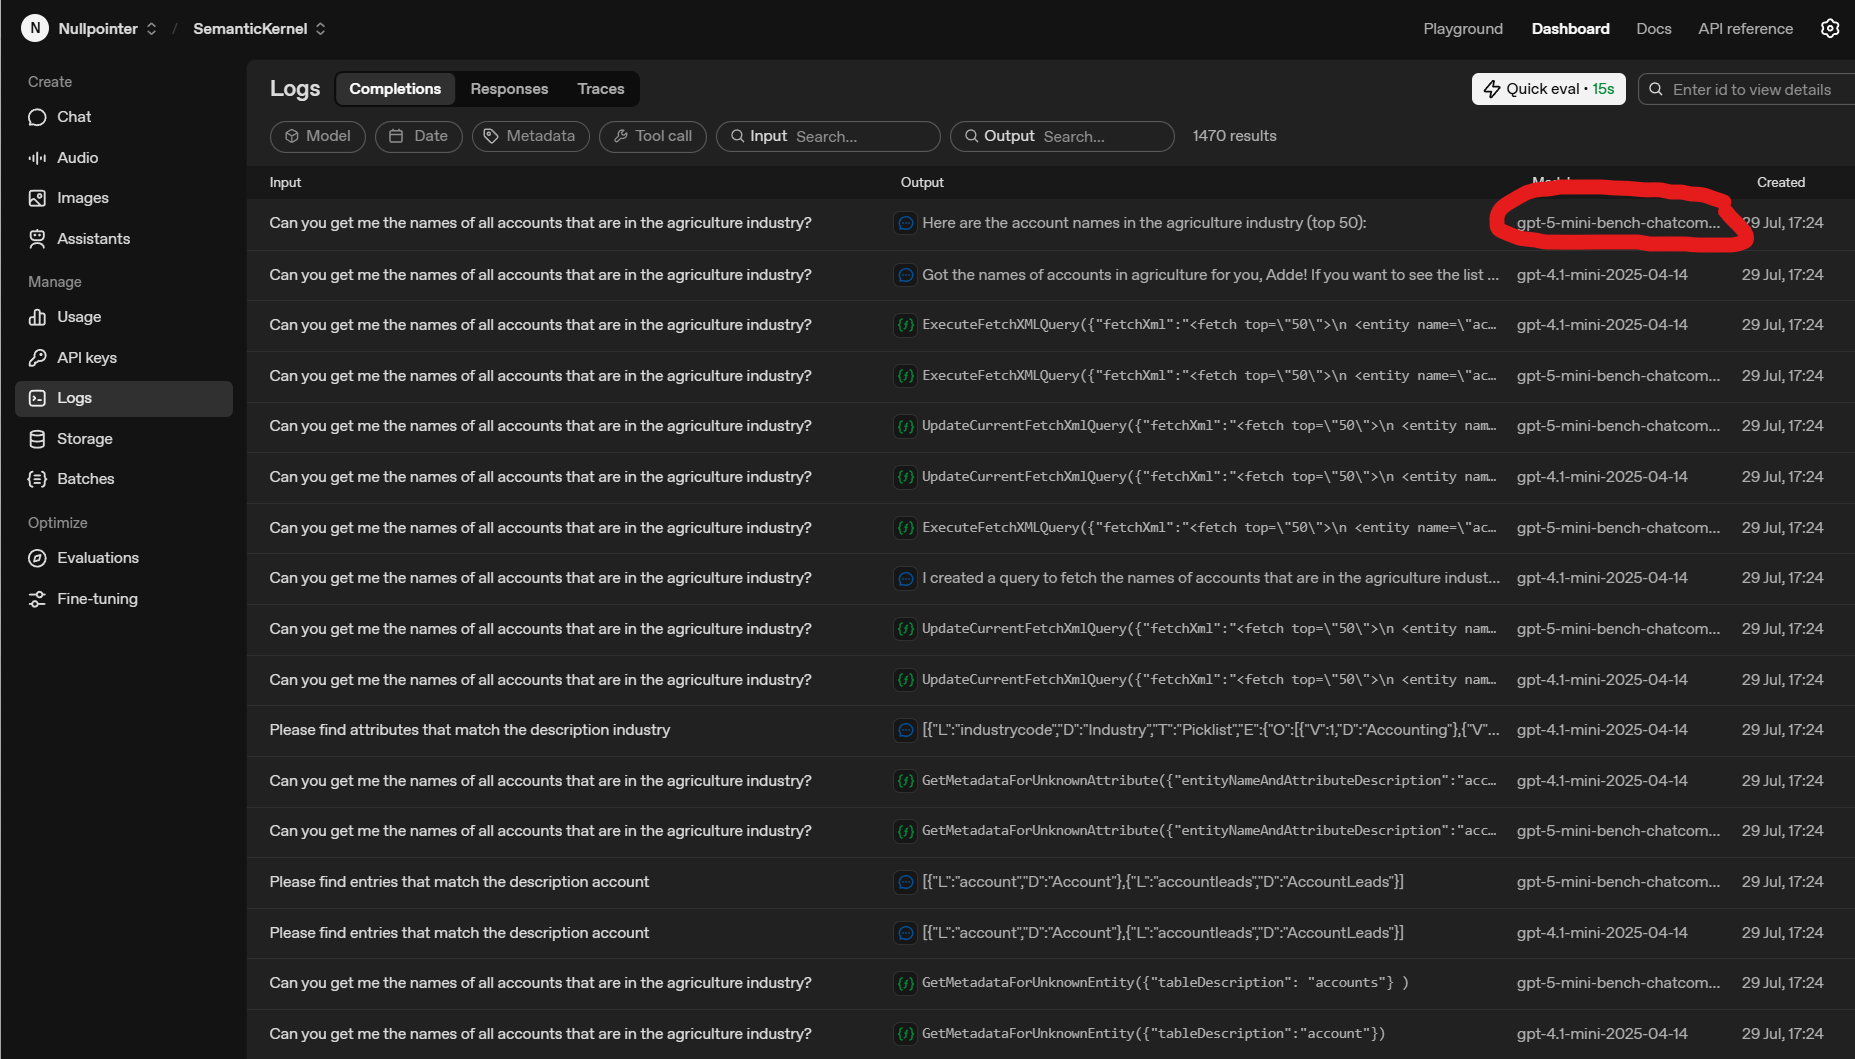 N Nullpointer / SemanticKernel Playground Dashboard Docs API reference
Create
Chat
Audio
Images
Assistants
Manage
Usage
API keys
Logs
Storage
Batches
Optimize
Evaluations
Fine-tuning
Logs Completions Responses Traces Quick eval • 15s Enter id to view details
Model Date Metadata Tool call Input Search... Output Search... 1470 results
Input Output Created
Can you get me the names of all accounts that are in the agriculture industry? Here are the account names in the agriculture industry (top 50): gpt-5-mini-bench-chatcom... 29 Jul, 17:24
Can you get me the names of all accounts that are in the agriculture industry? Got the names of accounts in agriculture for you, Adde! If you want to see the list ... gpt-4.1-mini-2025-04-14 29 Jul, 17:24
Can you get me the names of all accounts that are in the agriculture industry? ExecuteFetchXMLQuery({"fetchXml":"<fetch top=\"50\">\n <entity name=\"ac… gpt-4.1-mini-2025-04-14 29 Jul, 17:24
Can you get me the names of all accounts that are in the agriculture industry? ExecuteFetchXMLQuery({"fetchXml":"<fetch top=\"50\">\n <entity name=\"ac… gpt-5-mini-bench-chatcom... 29 Jul, 17:24
Can you get me the names of all accounts that are in the agriculture industry? UpdateCurrentFetchXmlQuery({"fetchXml":"<fetch top=\"50\">\n <entity nam… gpt-5-mini-bench-chatcom... 29 Jul, 17:24
Can you get me the names of all accounts that are in the agriculture industry? UpdateCurrentFetchXmlQuery({"fetchXml":"<fetch top=\"50\">\n <entity nam… gpt-4.1-mini-2025-04-14 29 Jul, 17:24
Can you get me the names of all accounts that are in the agriculture industry? ExecuteFetchXMLQuery({"fetchXml":"<fetch top=\"50\">\n <entity name=\"ac… gpt-5-mini-bench-chatcom... 29 Jul, 17:24
Can you get me the names of all accounts that are in the agriculture industry? I created a query to fetch the names of accounts that are in the agriculture indust... gpt-4.1-mini-2025-04-14 29 Jul, 17:24
Can you get me the names of all accounts that are in the agriculture industry? UpdateCurrentFetchXmlQuery({"fetchXml":"<fetch top=\"50\">\n <entity nam… gpt-5-mini-bench-chatcom... 29 Jul, 17:24
Can you get me the names of all accounts that are in the agriculture industry? UpdateCurrentFetchXmlQuery({"fetchXml":"<fetch top=\"50\">\n <entity nam… gpt-4.1-mini-2025-04-14 29 Jul, 17:24
Please find attributes that match the description industry [{"L":"industrycode","D":"Industry","T":"Picklist","E":{"O":[{"V":1,"D":"Accounting"},{"V"... gpt-4.1-mini-2025-04-14 29 Jul, 17:24
Can you get me the names of all accounts that are in the agriculture industry? GetMetadataForUnknownAttribute({"entityNameAndAttributeDescription":"acc… gpt-4.1-mini-2025-04-14 29 Jul, 17:24
Can you get me the names of all accounts that are in the agriculture industry? GetMetadataForUnknownAttribute({"entityNameAndAttributeDescription":"acc… gpt-5-mini-bench-chatcom... 29 Jul, 17:24
Please find entries that match the description account [{"L":"account","D":"Account"},{"L":"accountleads","D":"AccountLeads"}] gpt-5-mini-bench-chatcom... 29 Jul, 17:24
Please find entries that match the description account [{"L":"account","D":"Account"},{"L":"accountleads","D":"AccountLeads"}] gpt-4.1-mini-2025-04-14 29 Jul, 17:24
Can you get me the names of all accounts that are in the agriculture industry? GetMetadataForUnknownEntity({"tableDescription": "accounts"} ) gpt-5-mini-bench-chatcom... 29 Jul, 17:24
Can you get me the names of all accounts that are in the agriculture industry? GetMetadataForUnknownEntity({"tableDescription":"account"}) gpt-4.1-mini-2025-04-14 29 Jul, 17:24